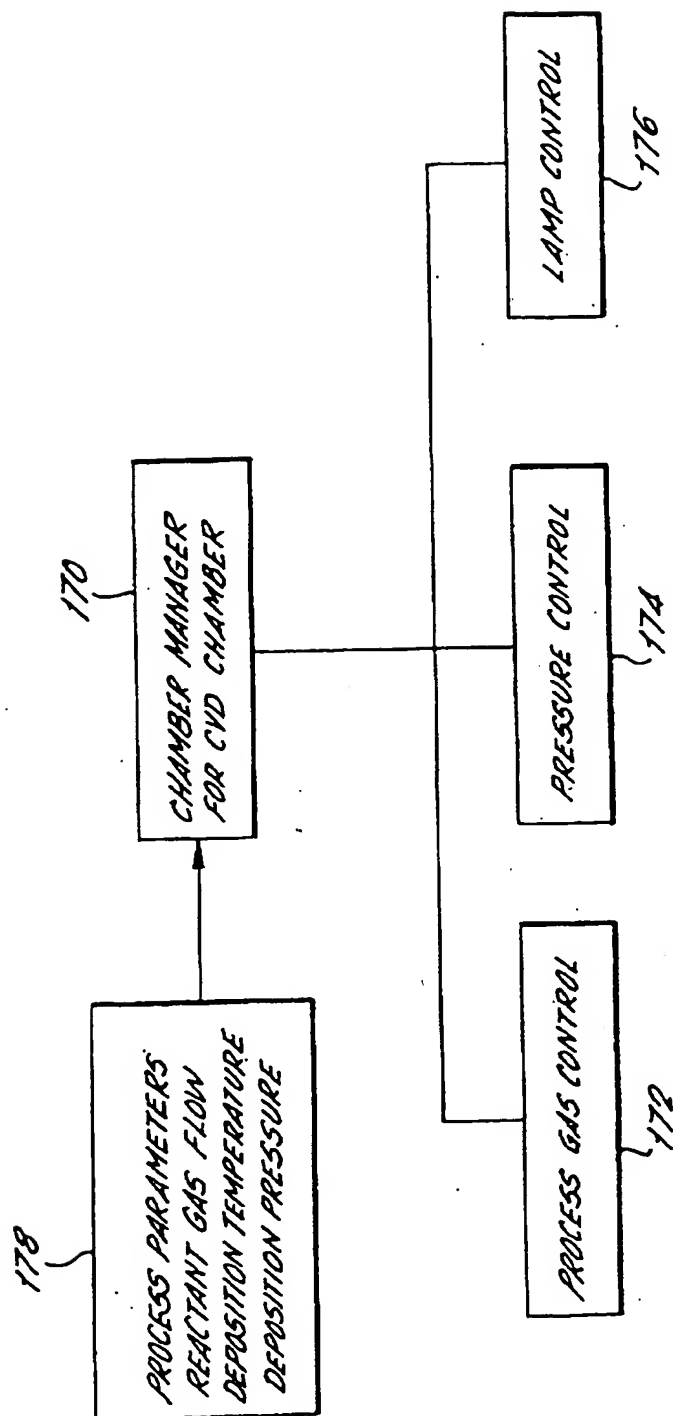 178
PROCESS PARAMETERS
REACTANT GAS FLOW
DEPOSITION TEMPERATURE
DEPOSITION PRESSURE
170
CHAMBER MANAGER
FOR CVD CHAMBER
PROCESS GAS CONTROL
172
PRESSURE CONTROL
174
LAMP CONTROL
176